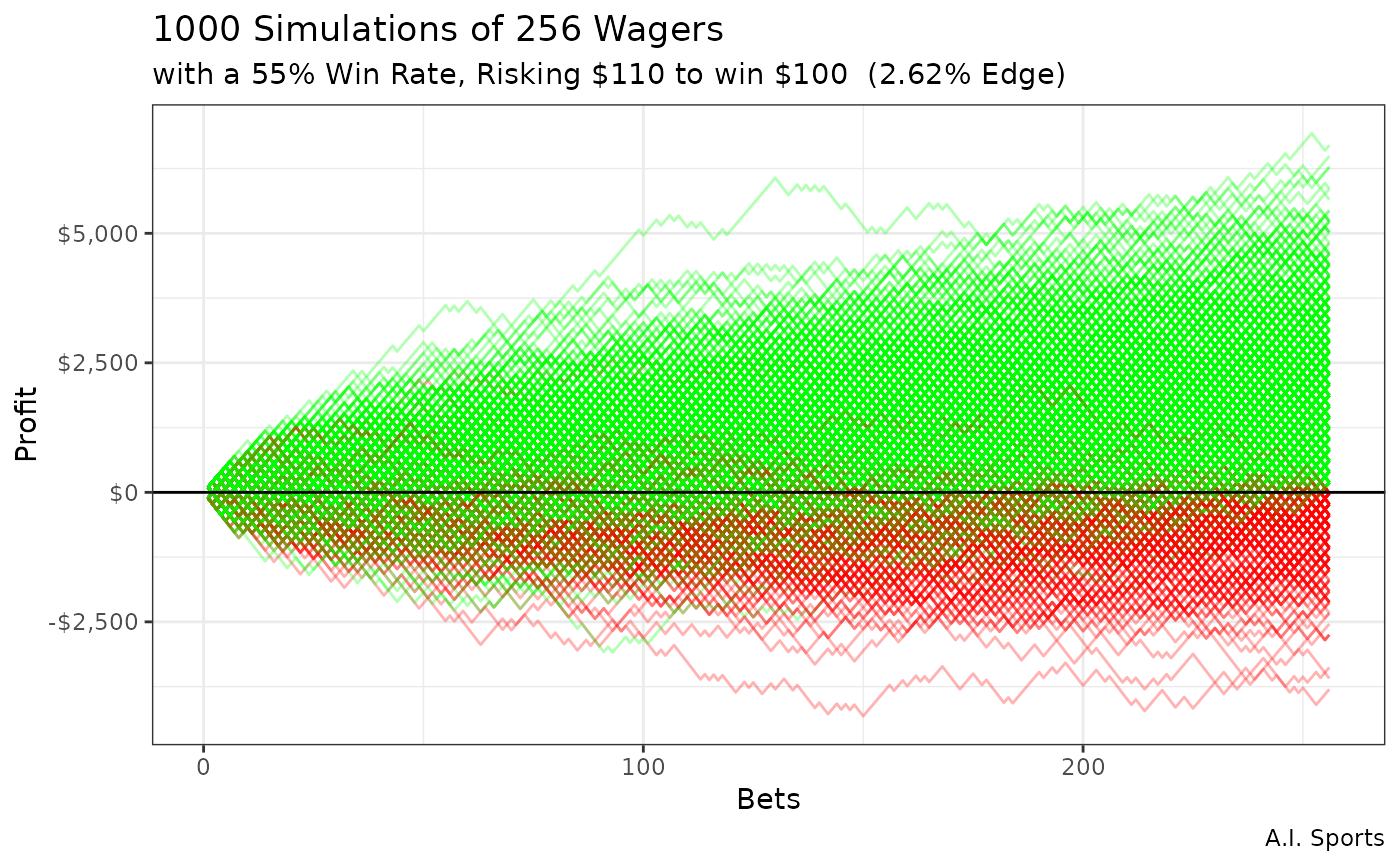 1000 Simulations of 256 Wagers
with a 55% Win Rate, Risking $110 to win $100  (2.62% Edge)
Profit
$5,000
$2,500
$0
-$2,500
0
100
200
Bets
A.I. Sports